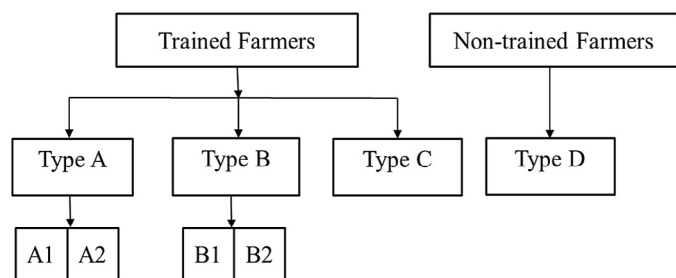 Trained Farmers
Non-trained Farmers
Type A
Type B
Type C
Type D
A1
A2
B1
B2